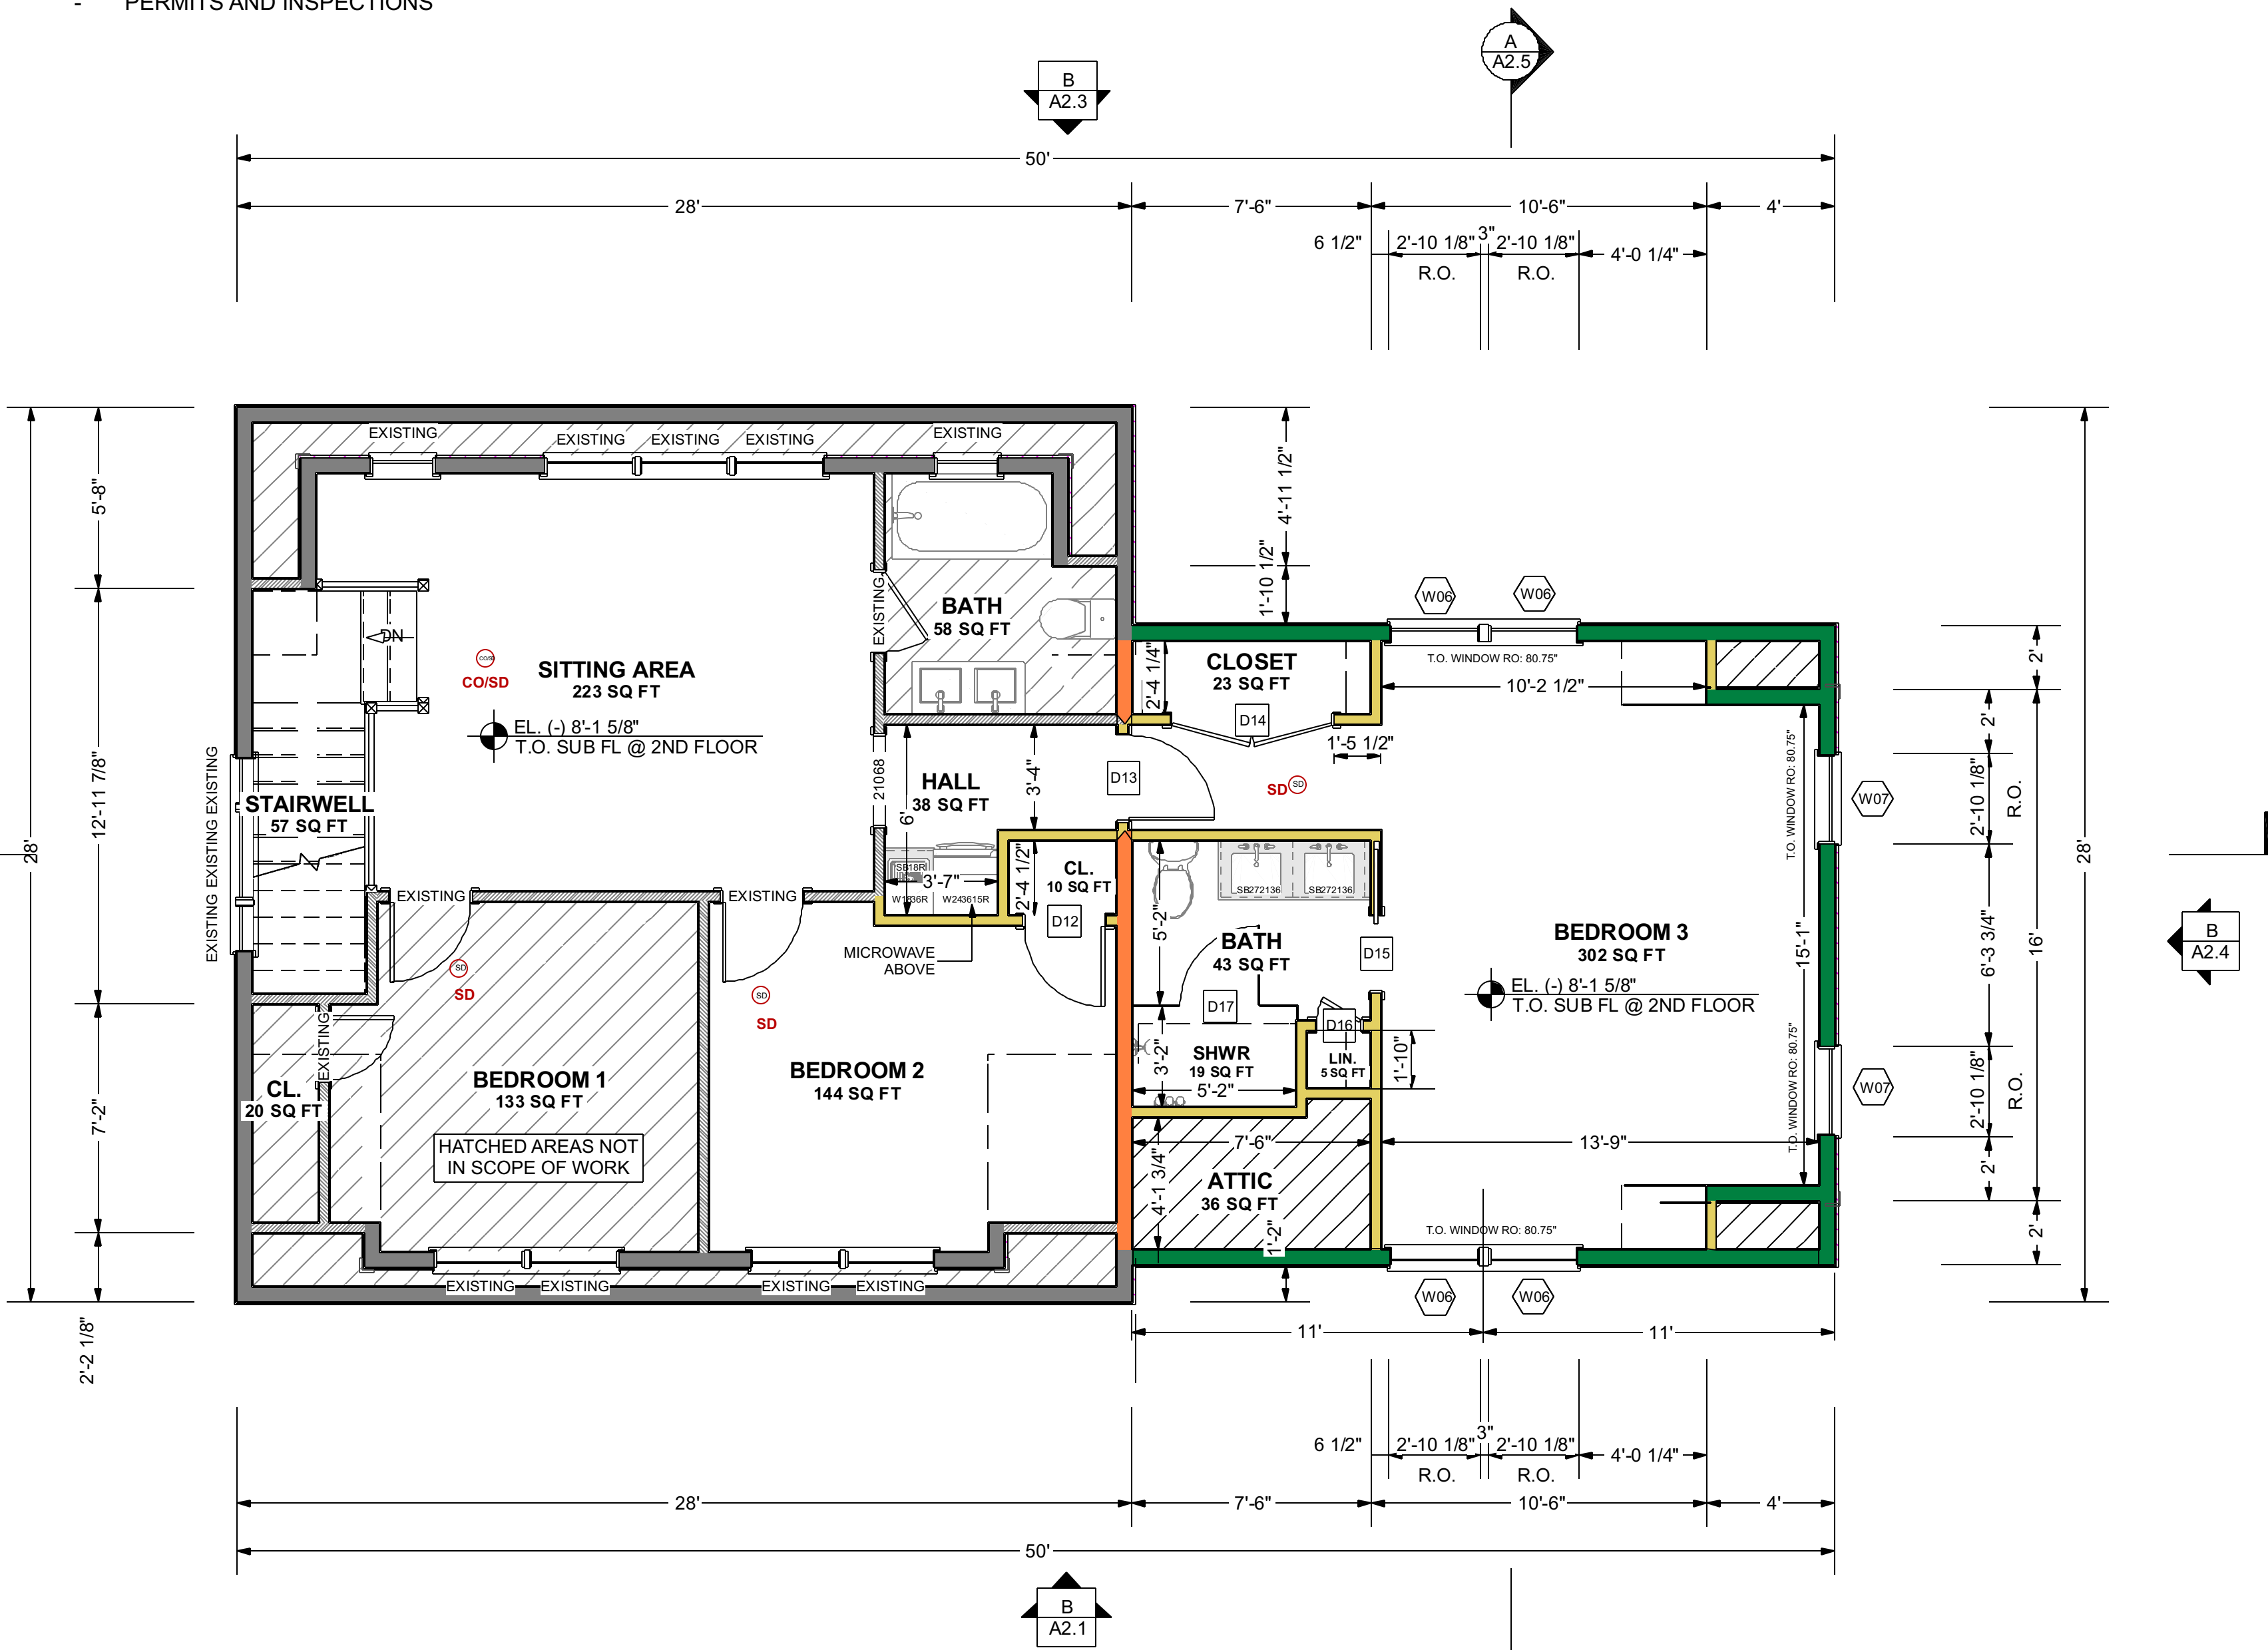 - PERMITS AND INSPECTIONS
A
A2.5
B
A2.3
50'
28'
7'-6"
10'-6"
4'
6 1/2"
2'-10 1/8"
3"
2'-10 1/8"
4'-0 1/4"
R.O.
R.O.
EXISTING
EXISTING
EXISTING
EXISTING
EXISTING
5'-8"
12'-11 7/8"
28'
7'-2"
2'-2 1/8"
4'-11 1/2"
1'-10 1/2"
DN
CO/SD
CO/SD
SITTING AREA
223 SQ FT
EL. (-) 8'-1 5/8"
T.O. SUB FL @ 2ND FLOOR
EXISTING
BATH
58 SQ FT
CLOSET
23 SQ FT
2'-4 1/4"
D14
1'-5 1/2"
W06
W06
T.O. WINDOW RO: 80.75"
10'-2 1/2"
EXISTING EXISTING EXISTING
STAIRWELL
57 SQ FT
21068
HALL
38 SQ FT
6'
3'-4"
D13
SD
SD
T.O. WINDOW RO: 80.75"
W07
2'
2'
2'-10 1/8"
R.O.
6'-3 3/4"
16'
28'
2'-10 1/8"
R.O.
2'
2'
EXISTING
EXISTING
SB18R
3'-7"
W1836R
W243615R
2'-4 1/2"
CL.
10 SQ FT
D12
MICROWAVE
ABOVE
SB272136
SB272136
5'-2"
BATH
43 SQ FT
D15
BEDROOM 3
302 SQ FT
EL. (-) 8'-1 5/8"
T.O. SUB FL @ 2ND FLOOR
15'-1"
B
A2.4
SD
SD
SD
SD
D17
D16
EXISTING
CL.
20 SQ FT
BEDROOM 1
133 SQ FT
HATCHED AREAS NOT
IN SCOPE OF WORK
BEDROOM 2
144 SQ FT
3'-2"
SHWR
19 SQ FT
5'-2"
LIN.
5 SQ FT
1'-10"
T.O. WINDOW RO: 80.75"
W07
7'-6"
13'-9"
4'-1 3/4"
ATTIC
36 SQ FT
1'-2"
T.O. WINDOW RO: 80.75"
EXISTING
EXISTING
EXISTING
EXISTING
W06
W06
11'
11'
6 1/2"
2'-10 1/8"
3"
2'-10 1/8"
4'-0 1/4"
R.O.
R.O.
28'
7'-6"
10'-6"
4'
50'
B
A2.1